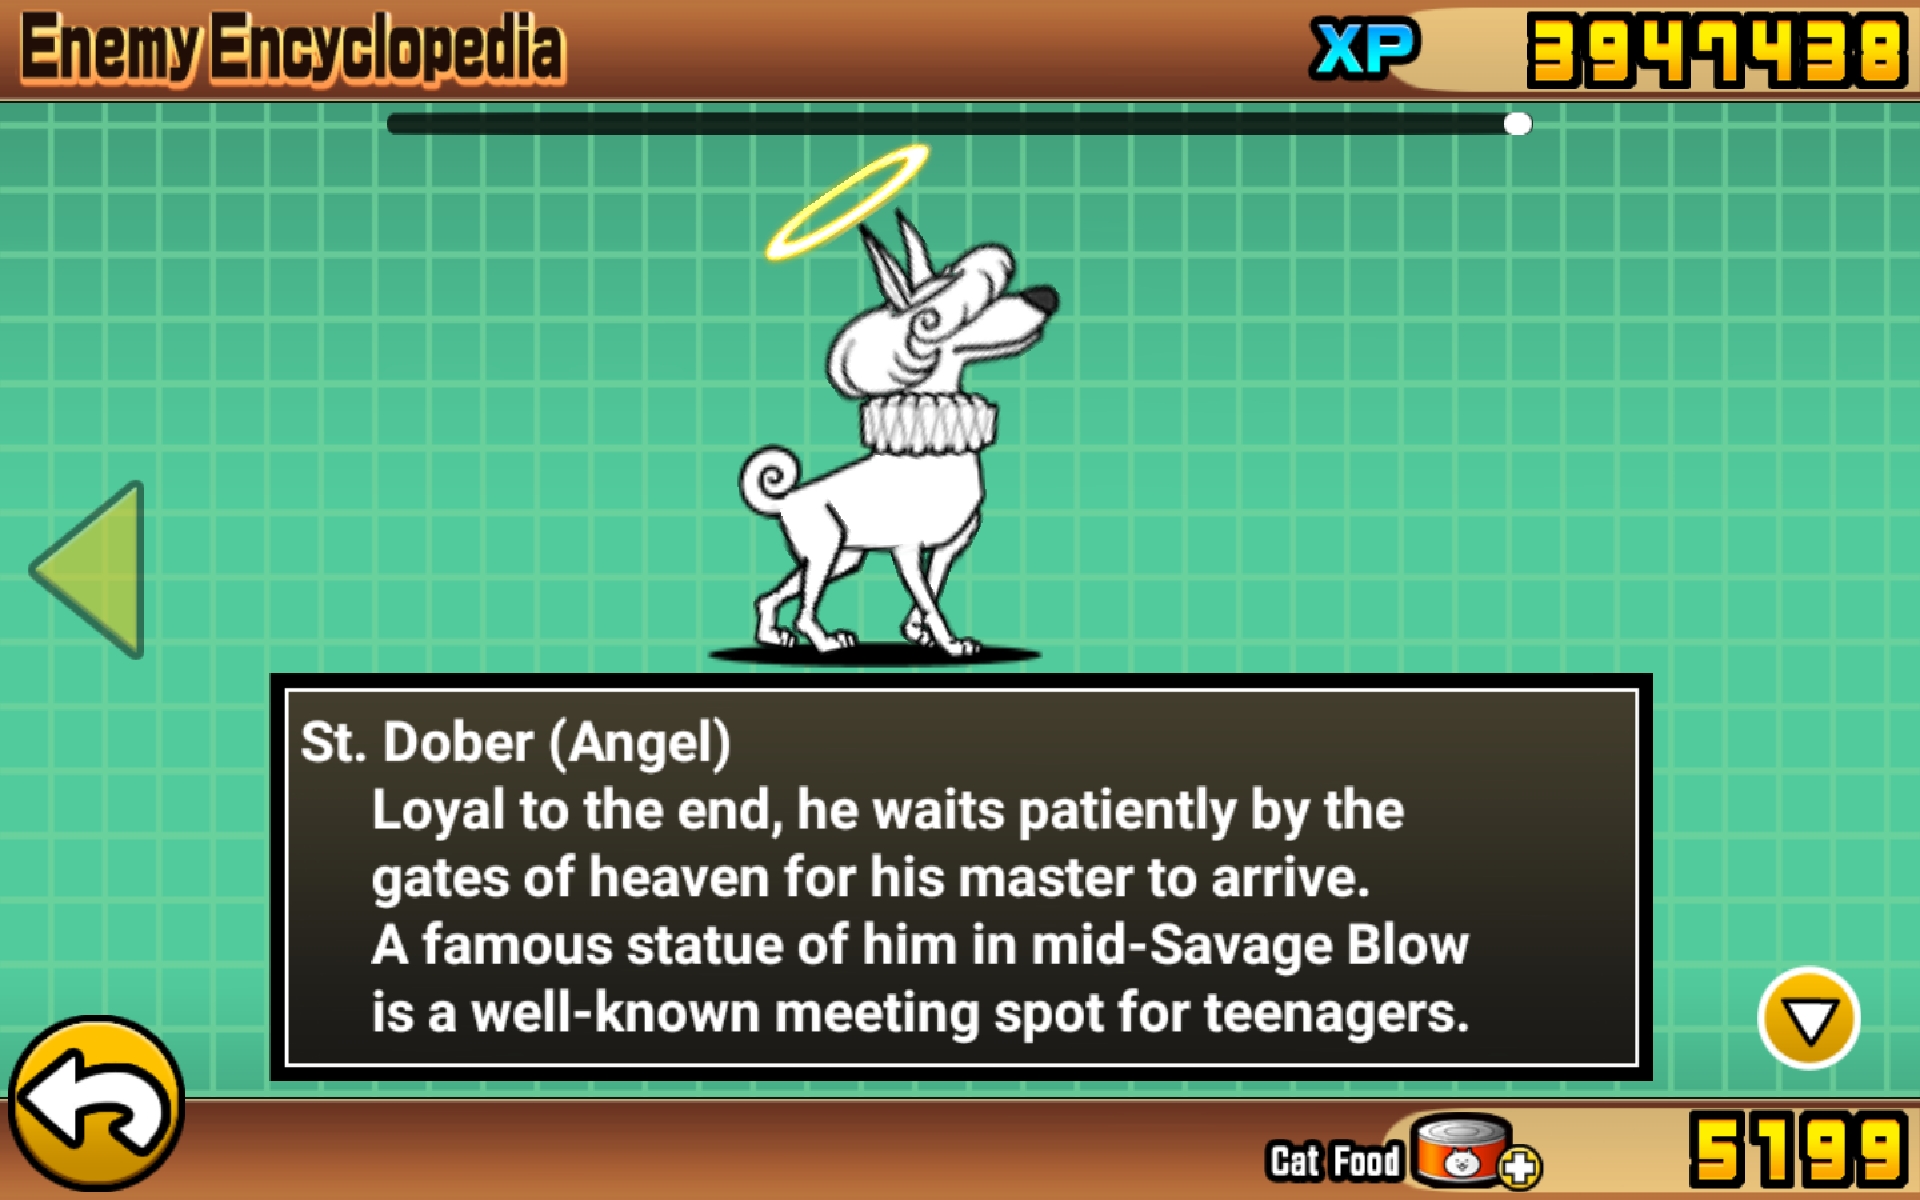 Enemy Encyclopedia
XP 3947438
St. Dober (Angel)
Loyal to the end, he waits patiently by the
gates of heaven for his master to arrive.
A famous statue of him in mid-Savage Blow
is a well-known meeting spot for teenagers.
Cat Food 5199